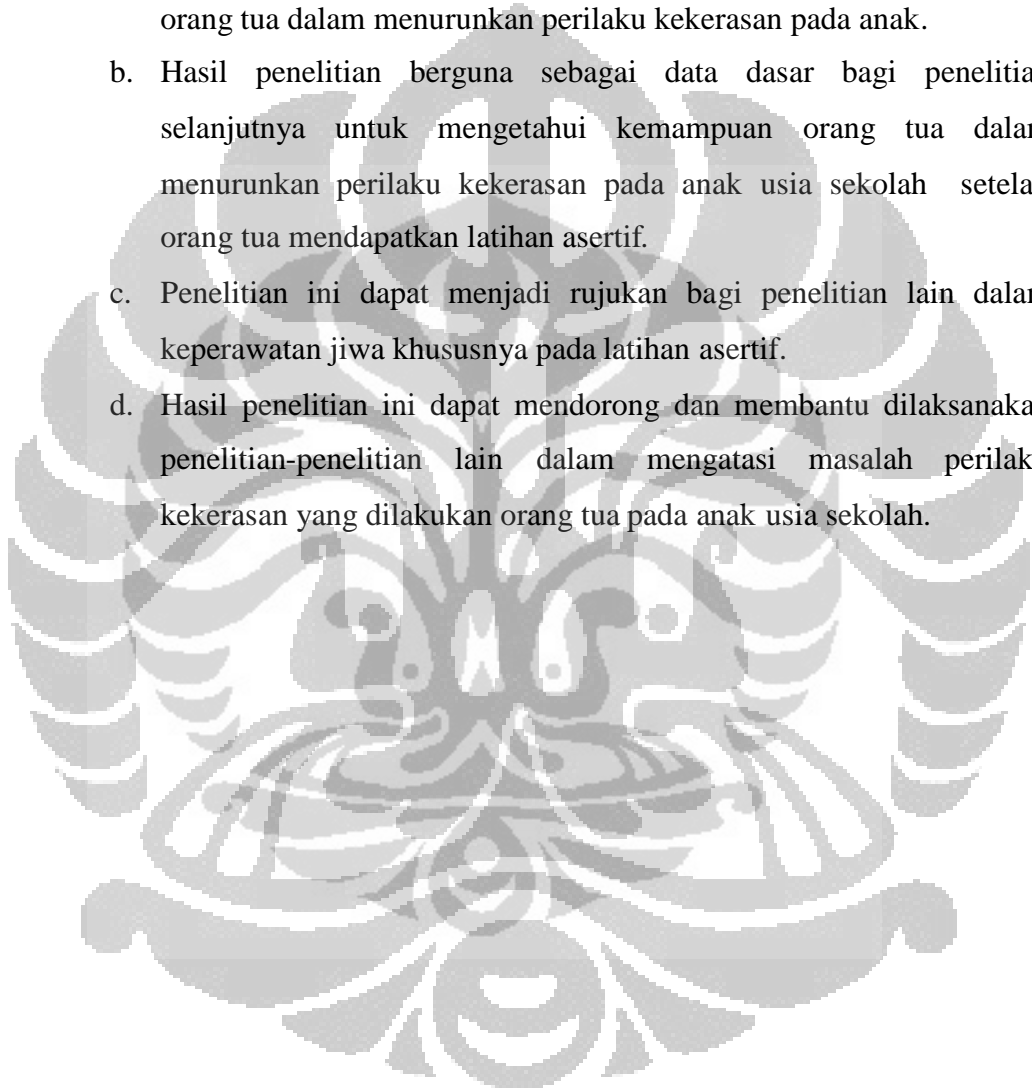 orang tua dalam menurunkan perilaku kekerasan pada anak.
b. Hasil penelitian berguna sebagai data dasar bagi penelitia
selanjutnya untuk mengetahui kemampuan orang tua dalan
menurunkan perilaku kekerasan pada anak usia sekolah setela
orang tua mendapatkan latihan asertif.
c. Penelitian ini dapat menjadi rujukan bagi penelitian lain dalan
keperawatan jiwa khususnya pada latihan asertif.
d. Hasil penelitian ini dapat mendorong dan membantu dilaksanaka
penelitian-penelitian lain dalam mengatasi masalah perilak
kekerasan yang dilakukan orang tua pada anak usia sekolah.